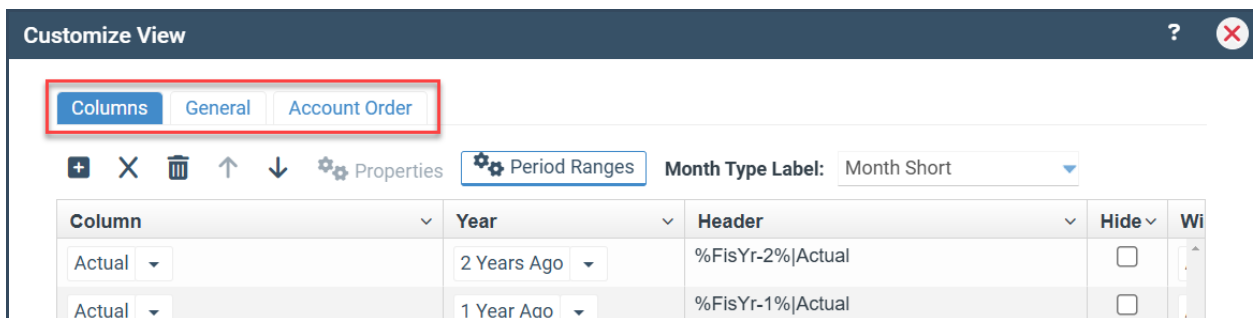 Customize View ?
Columns General Account Order
Properties Period Ranges Month Type Label: Month Short
Column Year Header Hide Wi
Actual 2 Years Ago %FisYr-2%|Actual
Actual 1 Year Ago %FisYr-1%|Actual